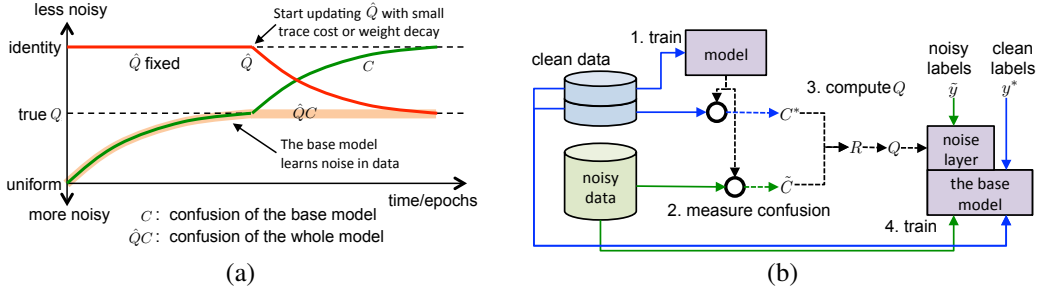 less noisy
identity
Q̂ fixed
Q̂
Start updating Q̂ with small
trace cost or weight decay
C
true Q
Q̂C
The base model
learns noise in data
uniform
more noisy
time/epochs
C : confusion of the base model
Q̂C : confusion of the whole model
(a)
1. train
model
clean data
noisy
labels
ỹ
clean
labels
y*
3. compute Q
C*
R
Q
noise
layer
noisy
data
C̃
2. measure confusion
the base
model
4. train
(b)